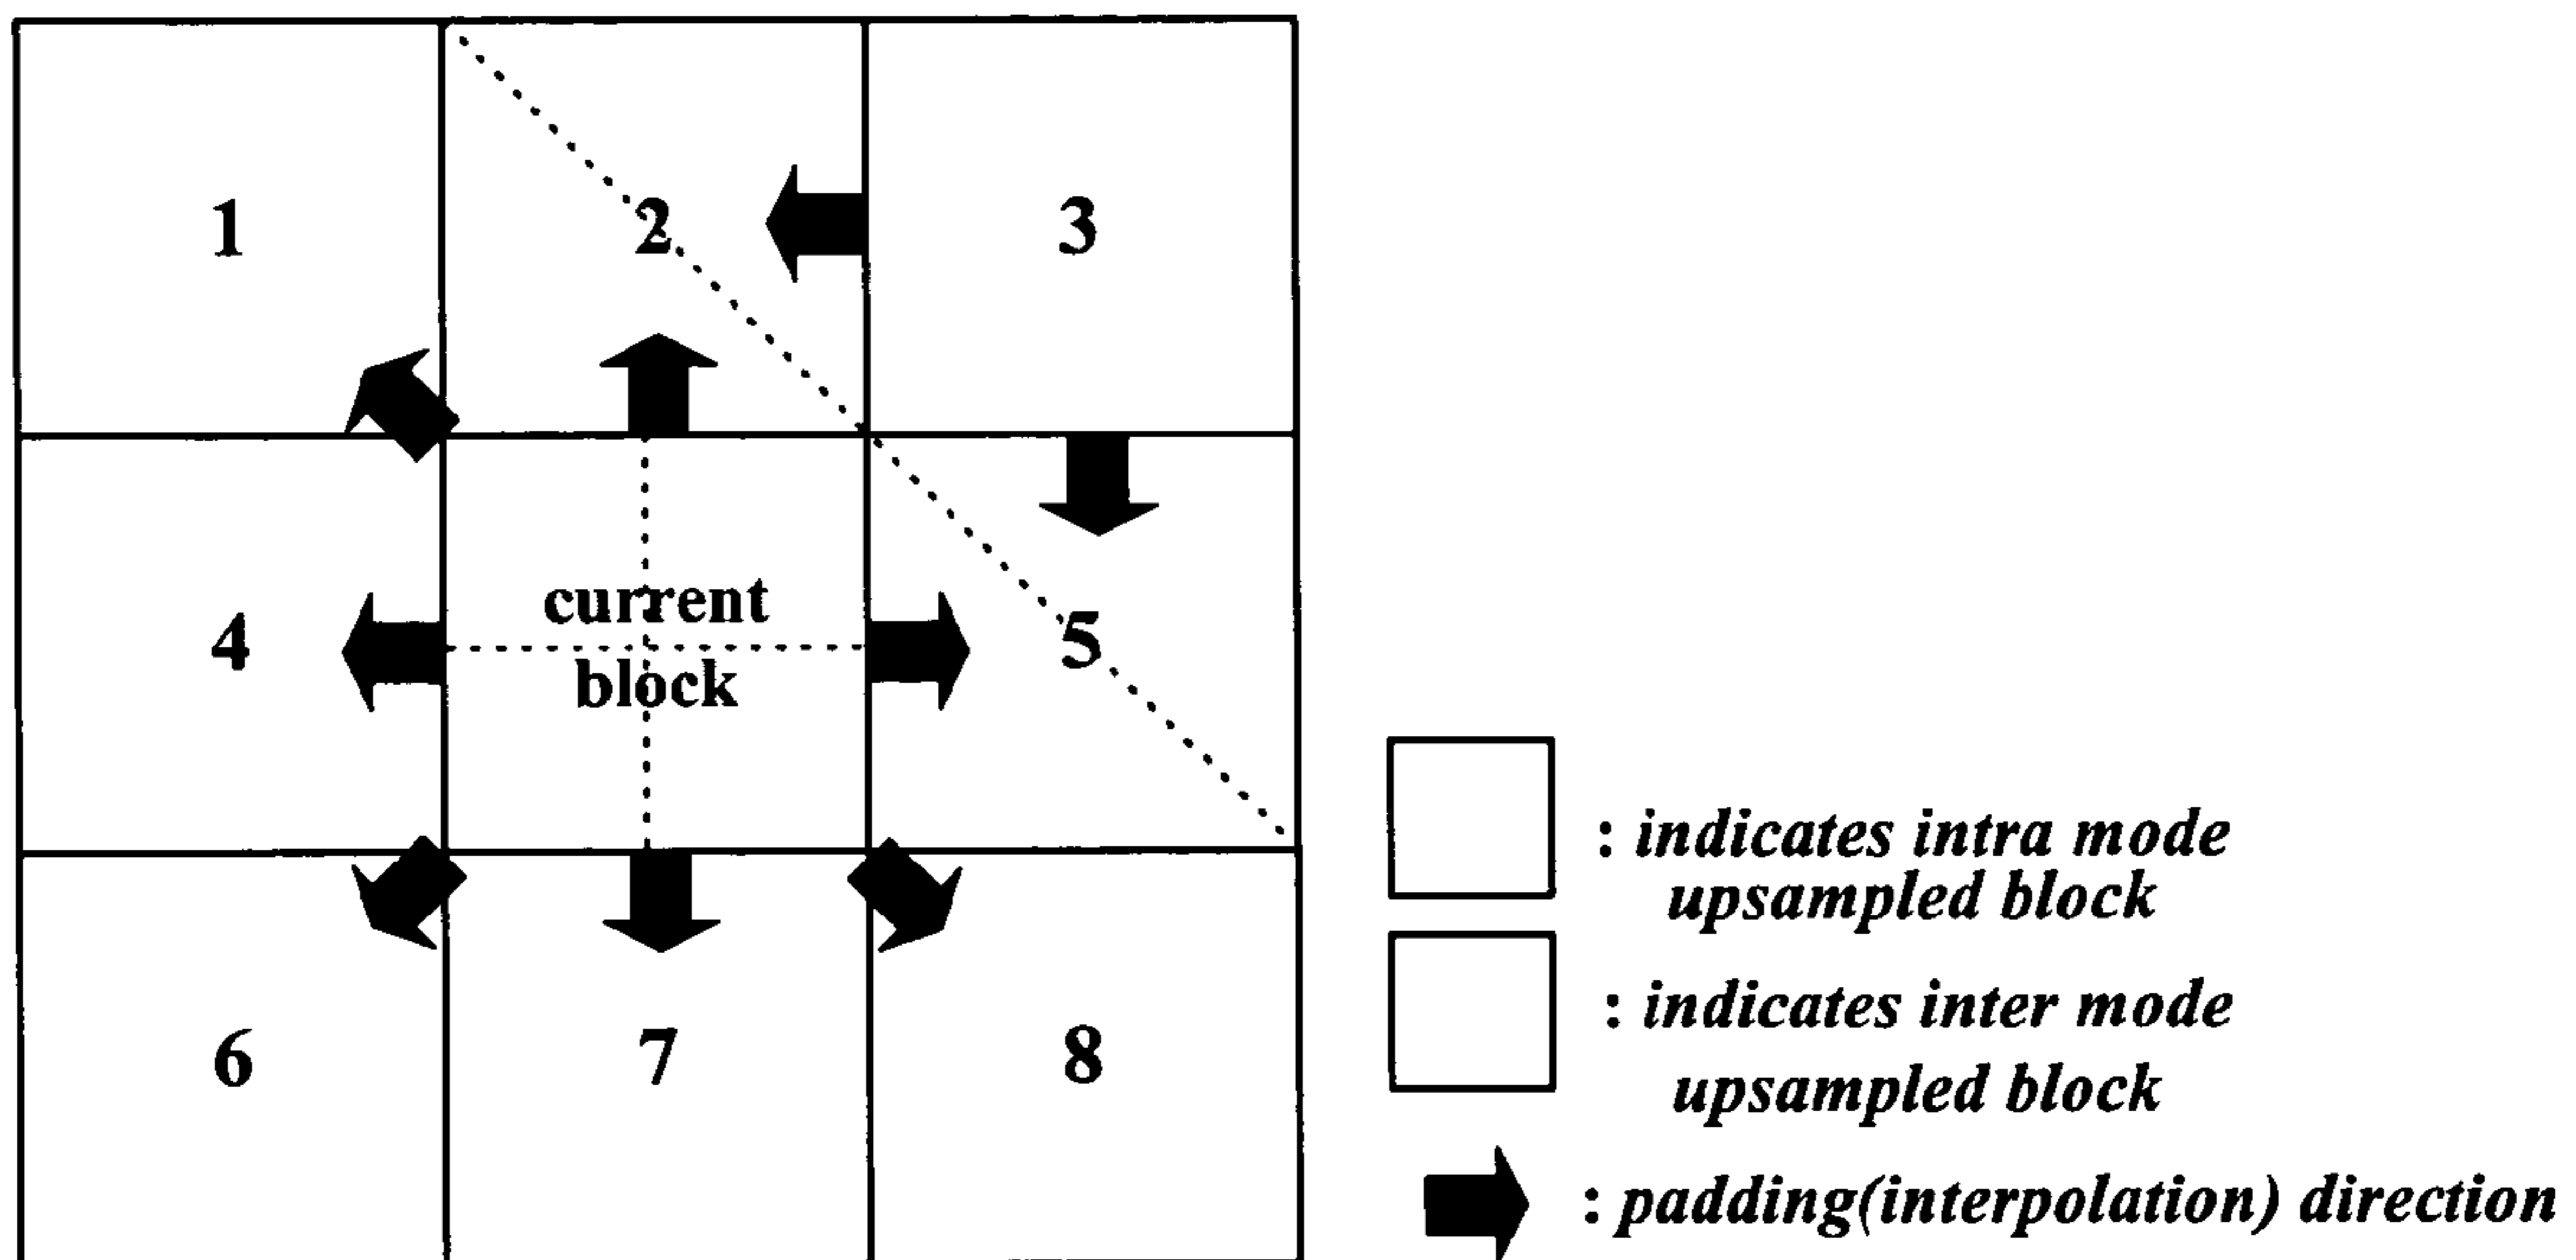 1
2
3
4
current
block
5
6
7
8
: indicates intra mode
upsampled block
: indicates inter mode
upsampled block
: padding(interpolation) direction